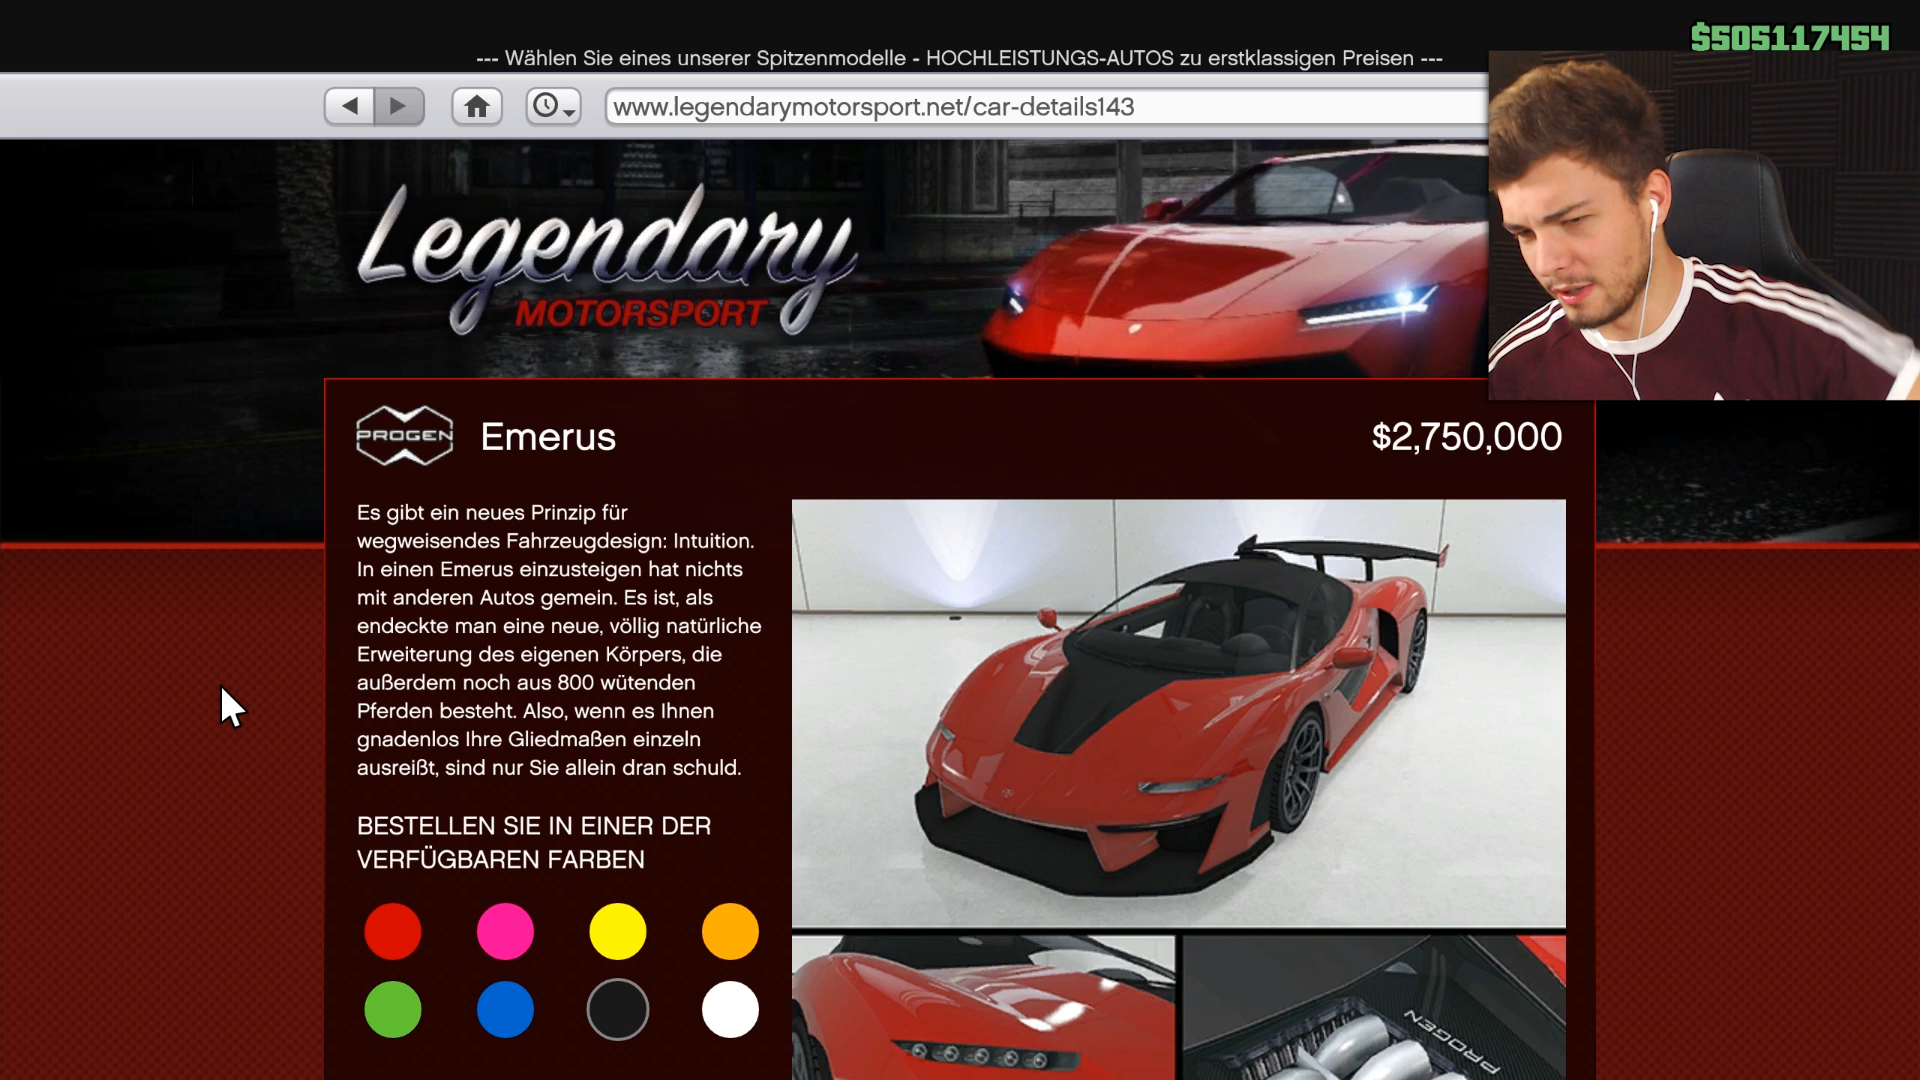 $505117454
--- Wählen Sie eines unserer Spitzenmodelle - HOCHLEISTUNGS-AUTOS zu erstklassigen Preisen ---
www.legendarymotorsport.net/car-details143
Legendary
MOTORSPORT
PROGEN
Emerus
$2,750,000
Es gibt ein neues Prinzip für
wegweisendes Fahrzeugdesign: Intuition.
In einen Emerus einzusteigen hat nichts
mit anderen Autos gemein. Es ist, als
endeckte man eine neue, völlig natürliche
Erweiterung des eigenen Körpers, die
außerdem noch aus 800 wütenden
Pferden besteht. Also, wenn es Ihnen
gnadenlos Ihre Gliedmaßen einzeln
ausreißt, sind nur Sie allein dran schuld.
BESTELLEN SIE IN EINER DER
VERFÜGBAREN FARBEN
PROGEN